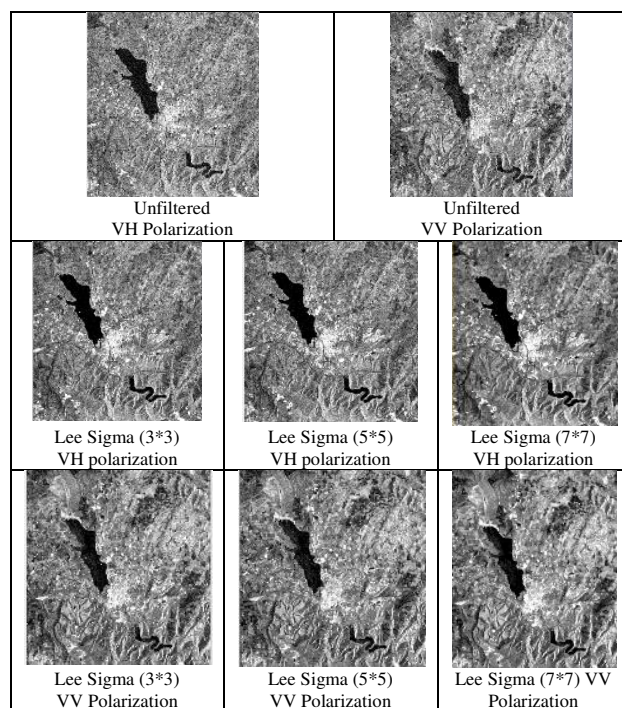 Unfiltered
VH Polarization
Unfiltered
VV Polarization
Lee Sigma (3*3)
VH polarization
Lee Sigma (5*5)
VH polarization
Lee Sigma (7*7)
VH polarization
Lee Sigma (3*3)
VV Polarization
Lee Sigma (5*5)
VV Polarization
Lee Sigma (7*7) VV
Polarization